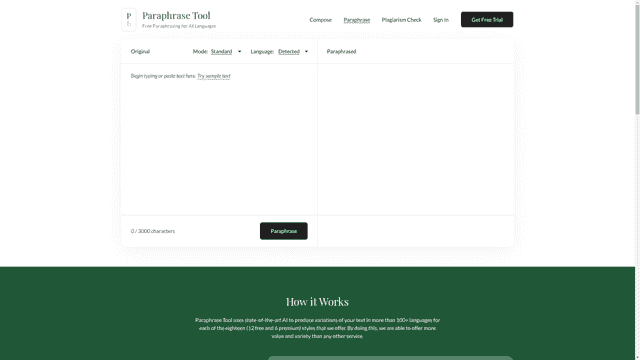 P
Paraphrase Tool
Free Paraphrasing for All Languages
Compose
Paraphrase
Plagiarism Check
Sign In
Get Free Trial
Original
Mode: Standard
Language: Detected
Paraphrased
Begin typing or paste text here. Try sample text
0 / 3000 characters
Paraphrase
How it Works
Paraphrase Tool uses state-of-the-art AI to produce variations of your text in more than 100+ languages for
each of the eighteen (12 free and 6 premium) styles that we offer. By doing this, we are able to offer more
value and variety than any other service.